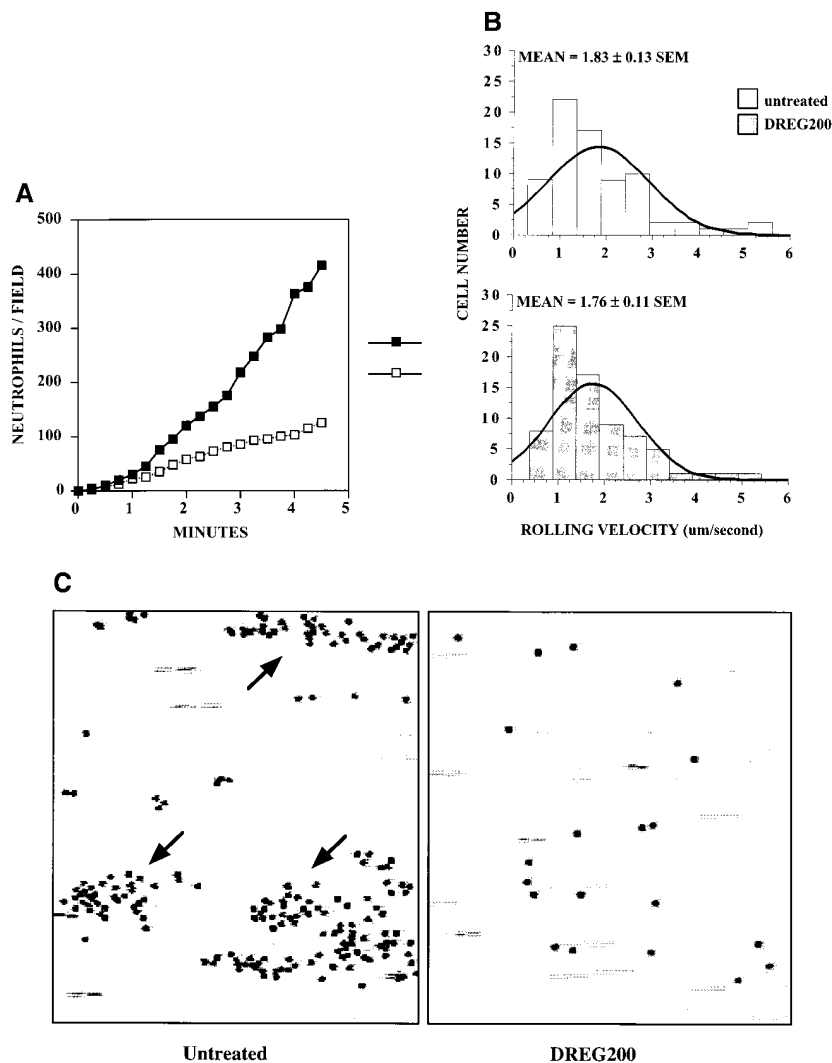 A
NEUTROPHILS / FIELD
500
400
300
200
100
0
0 1 2 3 4 5
MINUTES
B
CELL NUMBER
30
25
20
15
10
5
0
MEAN = 1.83 ± 0.13 SEM
untreated
DREG200
0 1 2 3 4 5 6
30
25
20
15
10
5
0
MEAN = 1.76 ± 0.11 SEM
0 1 2 3 4 5 6
ROLLING VELOCITY (um/second)
C
Untreated
DREG200